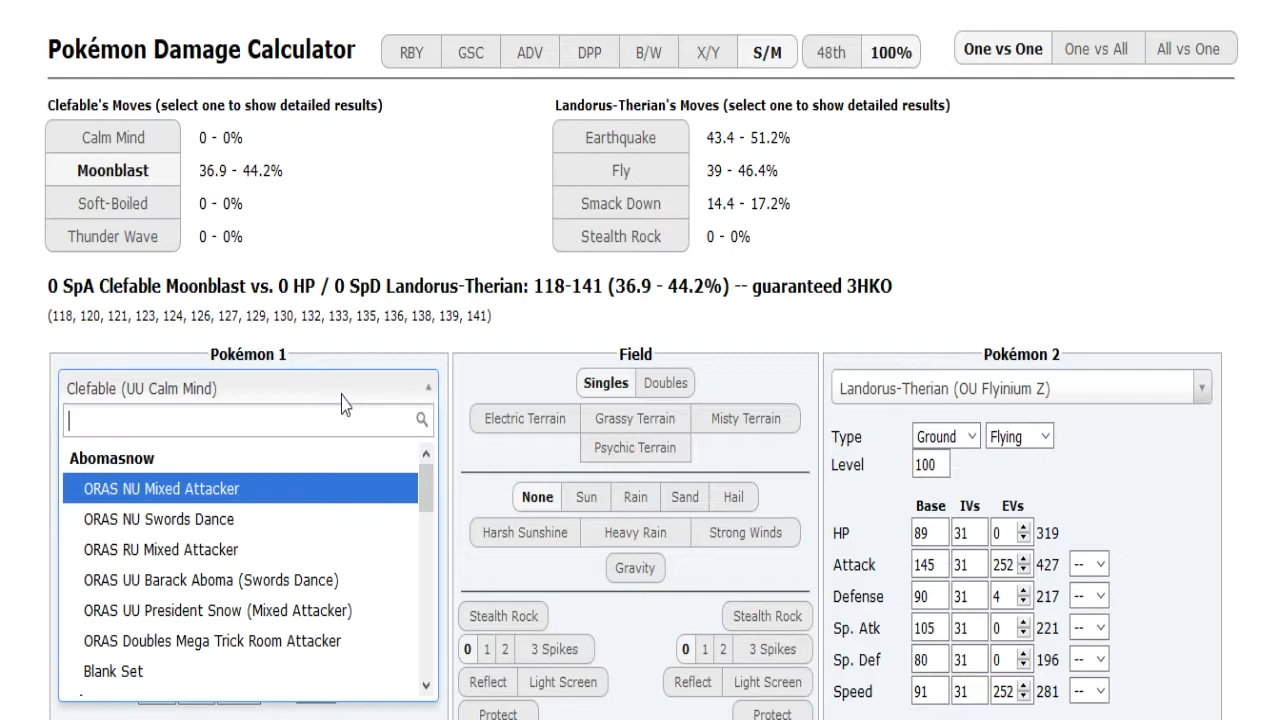 Pokémon Damage Calculator
RBY GSC ADV DPP B/W X/Y S/M 48th 100% One vs One One vs All All vs One
Clefable's Moves (select one to show detailed results)
Calm Mind 0 - 0%
Moonblast 36.9 - 44.2%
Soft-Boiled 0 - 0%
Thunder Wave 0 - 0%
Landorus-Therian's Moves (select one to show detailed results)
Earthquake 43.4 - 51.2%
Fly 39 - 46.4%
Smack Down 14.4 - 17.2%
Stealth Rock 0 - 0%
0 SpA Clefable Moonblast vs. 0 HP / 0 SpD Landorus-Therian: 118-141 (36.9 - 44.2%) -- guaranteed 3HKO
(118, 120, 121, 123, 124, 126, 127, 129, 130, 132, 133, 135, 136, 138, 139, 141)
Pokémon 1
Clefable (UU Calm Mind)
Abomasnow
ORAS NU Mixed Attacker
ORAS NU Swords Dance
ORAS RU Mixed Attacker
ORAS UU Barack Aboma (Swords Dance)
ORAS UU President Snow (Mixed Attacker)
ORAS Doubles Mega Trick Room Attacker
Blank Set
Field
Singles Doubles
Electric Terrain Grassy Terrain Misty Terrain
Psychic Terrain
None Sun Rain Sand Hail
Harsh Sunshine Heavy Rain Strong Winds
Gravity
Stealth Rock Stealth Rock
0 1 2 3 Spikes 0 1 2 3 Spikes
Reflect Light Screen Reflect Light Screen
Protect Protect
Pokémon 2
Landorus-Therian (OU Flyinium Z)
Type Ground Flying
Level 100
Base IVs EVs
HP 89 31 0 319
Attack 145 31 252 427 --
Defense 90 31 4 217 --
Sp. Atk 105 31 0 221 --
Sp. Def 80 31 0 196 --
Speed 91 31 252 281 --